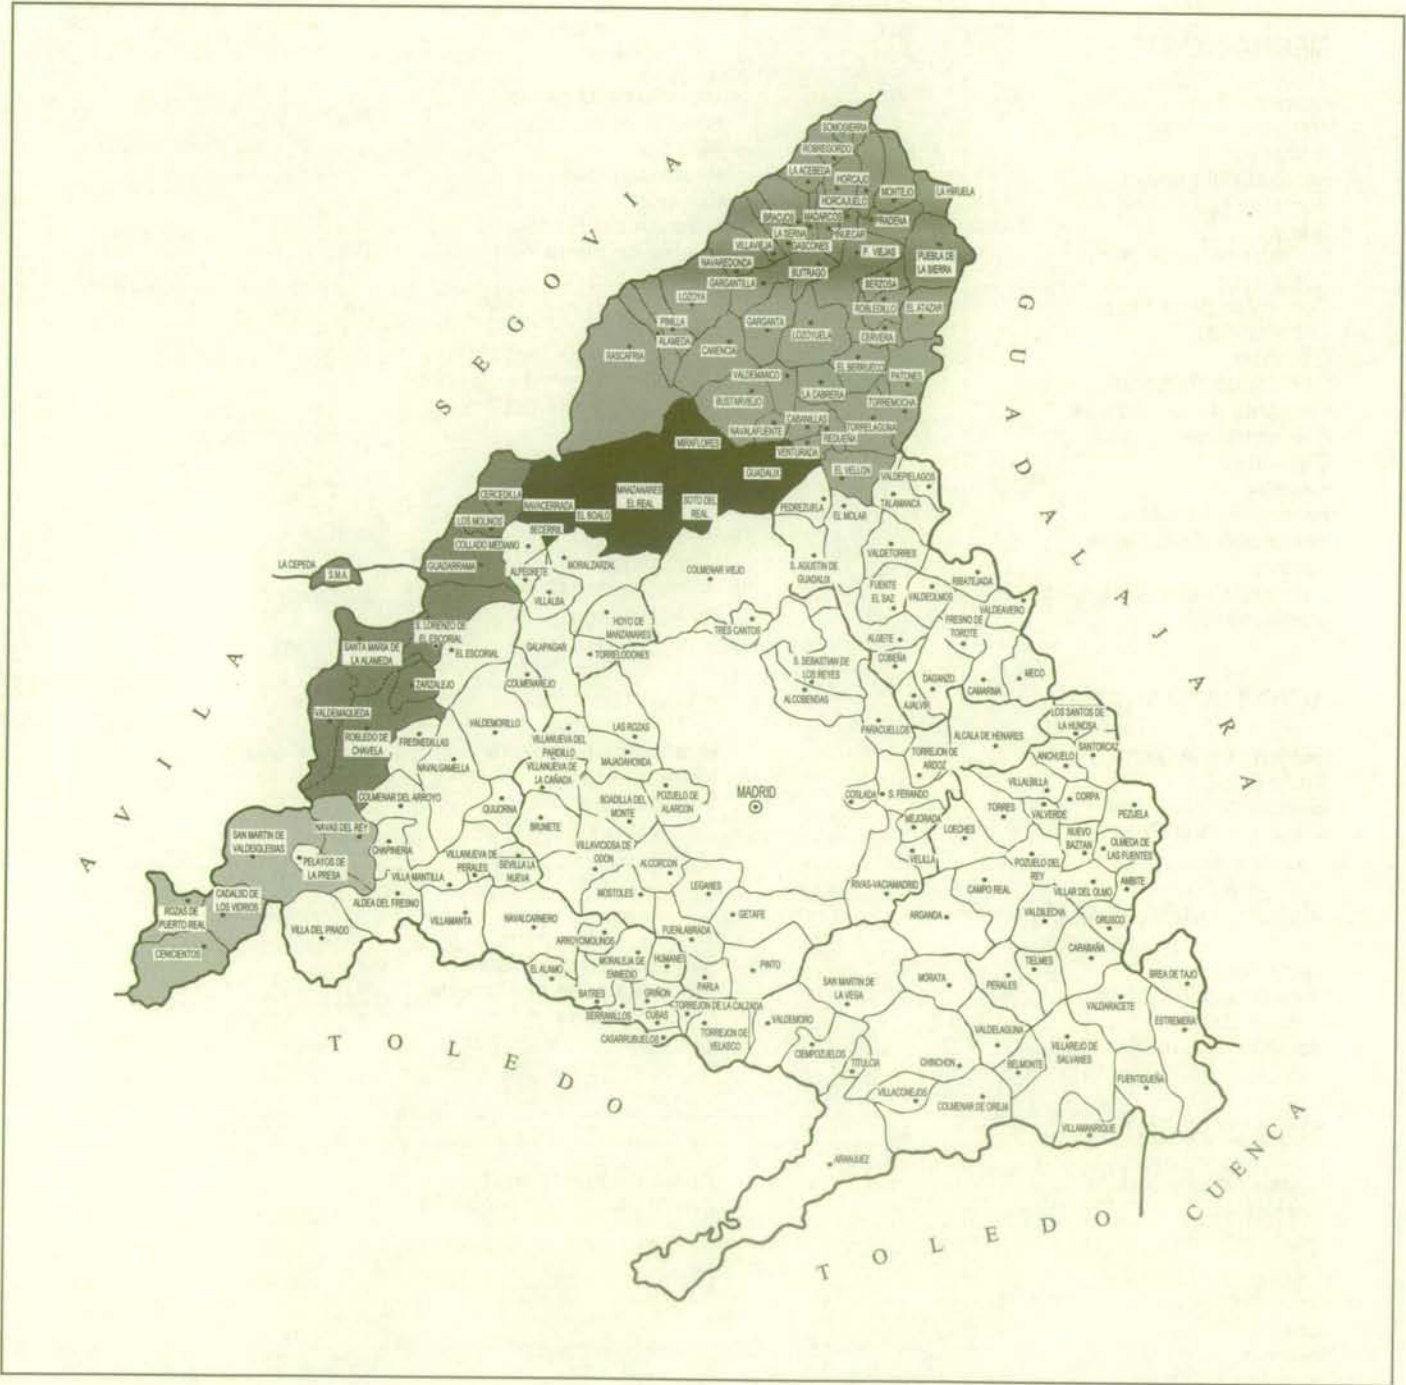 SEGOVIA
GUADALAJARA
AVILA
TOLEDO
TOLEDO
CUENCA
SOMOSIERRA
ROBREGORDO
LA ACEBEDA
HORCAJO
MONTEJO
LA HIRUELA
HORCAJUELO
BRAOJOS
MADARCOS
PRADENA
LA SERNA
PIÑUECAR
VILLAVIEJA
GASCONES
P. VIEJAS
PUEBLA DE
LA SIERRA
NAVAREDONDA
BUITRAGO
GARGANTILLA
BERZOSA
LOZOYA
ROBLEDILLO
EL ATAZAR
PINILLA
GARGANTA
LOZOYUELA
CERVERA
ALAMEDA
CANENCIA
RASCAFRIA
EL BERRUECO
VALDEMARCO
PATONES
LA CABRERA
BUSTARVIEJO
TORREMOCHA
CABANILLAS
TORRELAGUNA
NAVALAFUENTE
REDUEÑA
MIRAFLORES
VENTURADA
GUADALIX
EL VELLON
VALDEPIELAGOS
CERCEDILLA
NAVACERRADA
MANZANARES
EL REAL
SOTO DEL
REAL
TALAMANCA
PEDREZUELA
EL MOLAR
LOS MOLINOS
EL BOALO
BECERRIL
COLLADO MEDIANO
VALDETORRES
LA CEPEDA
S.M.A.
GUADARRAMA
ALPEDRETE
MORALZARZAL
COLMENAR VIEJO
S. AGUSTIN DE
GUADALIX
FUENTE
EL SAZ
VALDEOLMOS
RIBATEJADA
VILLALBA
VALDEAVERO
HOYO DE
MANZANARES
TRES CANTOS
FRESNO DE
TOROTE
S. LORENZO DE
EL ESCORIAL
ALGETE
SANTA MARIA DE
LA ALAMEDA
EL ESCORIAL
GALAPAGAR
TORRELODONES
COBEÑA
S. SEBASTIAN DE
LOS REYES
DAGANZO
MECO
ZARZALEJO
COLMENAREJO
ALCOBENDAS
CAMARMA
AJALVIR
VALDEMAQUEDA
VALDEMORILLO
LAS ROZAS
PARACUELLOS
LOS SANTOS DE
LA HUMOSA
ROBLEDO DE
CHAVELA
FRESNEDILLAS
VILLANUEVA DEL
PARDILLO
ALCALA DE HENARES
SANTORCAZ
TORREJON DE
ARDOZ
ANCHUELO
NAVALGAMELLA
VILLANUEVA DE
LA CAÑADA
MAJADAHONDA
VILLALBILLA
COLMENAR DEL ARROYO
QUIJORNA
BOADILLA DEL
MONTE
POZUELO DE
ALARCON
MADRID
COSLADA
S. FERANDO
TORRES
CORPA
VALVERDE
PEZUELA
NAVAS DEL REY
BRUNETE
MEJORADA
LOECHES
NUEVO
BAZTAN
OLMEDA DE
LAS FUENTES
SAN MARTIN DE
VALDEIGLESIAS
CHAPINERIA
VILLAVICIOSA DE
ODON
VELILLA
POZUELO DEL
REY
PELAYOS DE
LA PRESA
VILLANUEVA DE
PERALES
SEVILLA LA
NUEVA
ALCORCON
VILLA MANTILLA
MOSTOLES
LEGANES
RIVAS-VACIAMADRID
CAMPO REAL
VILLAR DEL OLMO
AMBITE
CADALSO DE
LOS VIDRIOS
ALDEA DEL FRESNO
ROZAS DE
PUERTO REAL
VILLAMANTA
NAVALCARNERO
GETAFE
ARGANDA
VALDILECHA
ORUSCO
VILLA DEL PRADO
FUENLABRADA
ARROYOMOLINOS
CARABAÑA
CENICIENTOS
EL ALAMO
MORALEJA DE
ENMEDIO
HUMANES
PINTO
TIELMES
BREA DE TAJO
PARLA
SAN MARTIN DE
LA VEGA
MORATA
PERALES
BATRES
GRIÑON
TORREJON DE LA CALZADA
VALDARACETE
SERRANILLOS
CUBAS
VALDEMORO
ESTREMERA
CASARRUBUELOS
TORREJON DE
VELASCO
VALDELAGUNA
CIEMPOZUELOS
VILLAREJO DE
SALVANES
TITULCIA
CHINCHON
BELMONTE
FUENTIDUEÑA
VILLACONEJOS
COLMENAR DE OREJA
VILLAMANRIQUE
ARANJUEZ